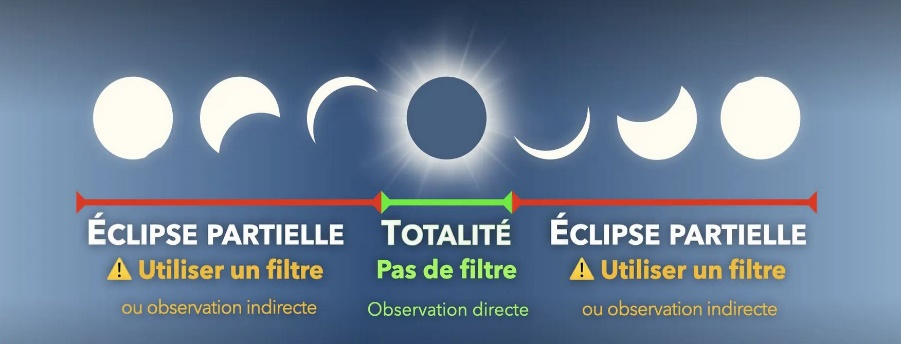 ÉCLIPSE PARTIELLE
⚠ Utiliser un filtre
ou observation indirecte
TOTALITÉ
Pas de filtre
Observation directe
ÉCLIPSE PARTIELLE
⚠ Utiliser un filtre
ou observation indirecte